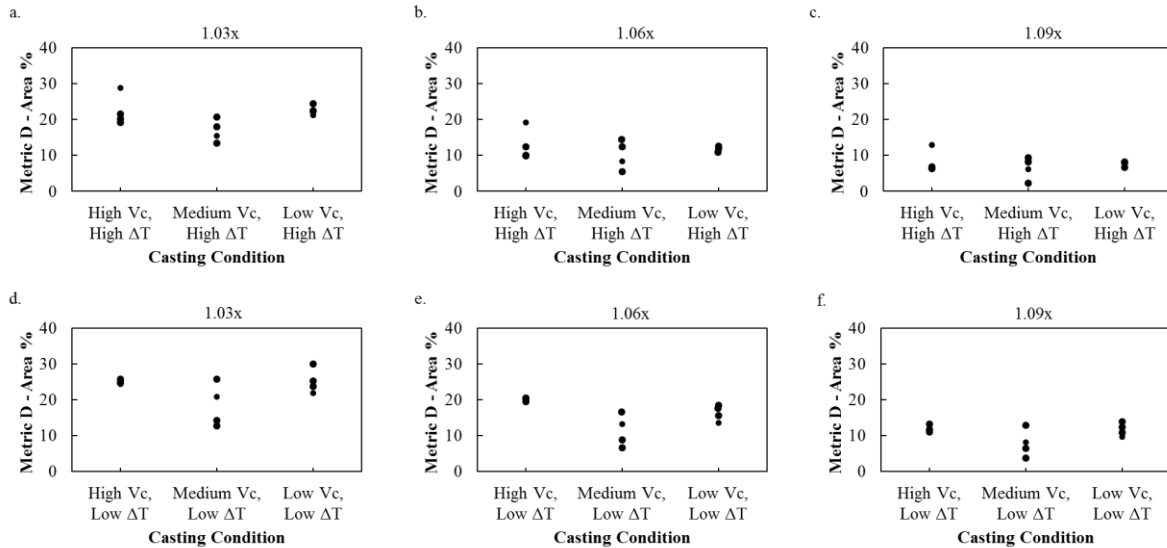 a.
1.03x
Metric D - Area %
40
30
20
10
0
High Vc, Medium Vc, Low Vc,
High ΔT High ΔT High ΔT
Casting Condition
b.
1.06x
Metric D - Area %
40
30
20
10
0
High Vc, Medium Vc, Low Vc,
High ΔT High ΔT High ΔT
Casting Condition
c.
1.09x
Metric D - Area %
40
30
20
10
0
High Vc, Medium Vc, Low Vc,
High ΔT High ΔT High ΔT
Casting Condition
d.
1.03x
Metric D - Area %
40
30
20
10
0
High Vc, Medium Vc, Low Vc,
Low ΔT Low ΔT Low ΔT
Casting Condition
e.
1.06x
Metric D - Area %
40
30
20
10
0
High Vc, Medium Vc, Low Vc,
Low ΔT Low ΔT Low ΔT
Casting Condition
f.
1.09x
Metric D - Area %
40
30
20
10
0
High Vc, Medium Vc, Low Vc,
Low ΔT Low ΔT Low ΔT
Casting Condition